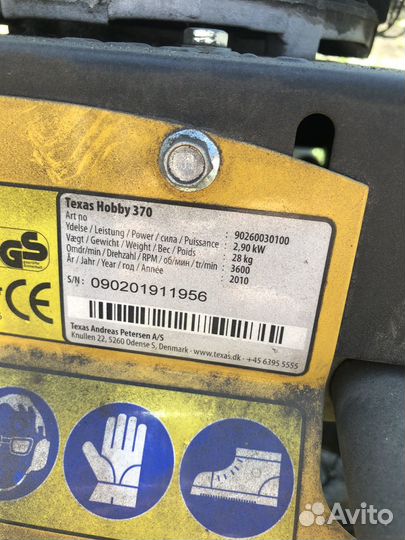 Texas Hobby 370
Art no : 90260030100
Ydelse / Leistung / Power / сила / Puissance : 2,90 kW
Vægt / Gewicht / Weight / Вес / Poids : 28 kg
Omdr/min / Drehzahl / RPM / об/мин / tr/min : 3600
År / Jahr / Year / год / Année : 2010
S/N: 090201911956
Texas Andreas Petersen A/S
Knullen 22, 5260 Odense S, Denmark · www.texas.dk · +45 6395 5555
GS
CE
Avito